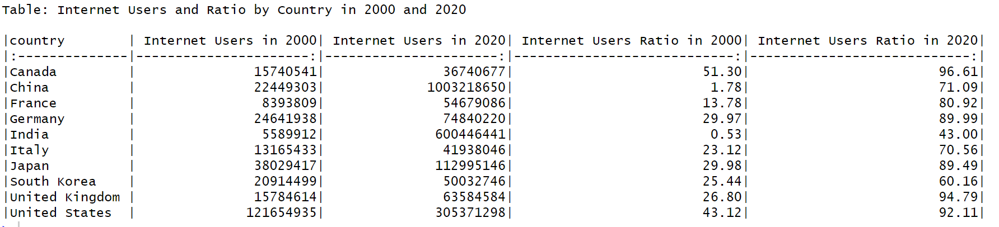 Table: Internet Users and Ratio by Country in 2000 and 2020
|country        | Internet Users in 2000| Internet Users in 2020| Internet Users Ratio in 2000| Internet Users Ratio in 2020|
|:--------------|----------------------:|----------------------:|----------------------------:|----------------------------:|
|Canada         |               15740541|               36740677|                        51.30|                        96.61|
|China          |               22449303|             1003218650|                         1.78|                        71.09|
|France         |                8393809|               54679086|                        13.78|                        80.92|
|Germany        |               24641938|               74840220|                        29.97|                        89.99|
|India          |                5589912|              600446441|                         0.53|                        43.00|
|Italy          |               13165433|               41938046|                        23.12|                        70.56|
|Japan          |               38029417|              112995146|                        29.98|                        89.49|
|South Korea    |               20914499|               50032746|                        25.44|                        60.16|
|United Kingdom |               15784614|               63584584|                        26.80|                        94.79|
|United States  |              121654935|              305371298|                        43.12|                        92.11|